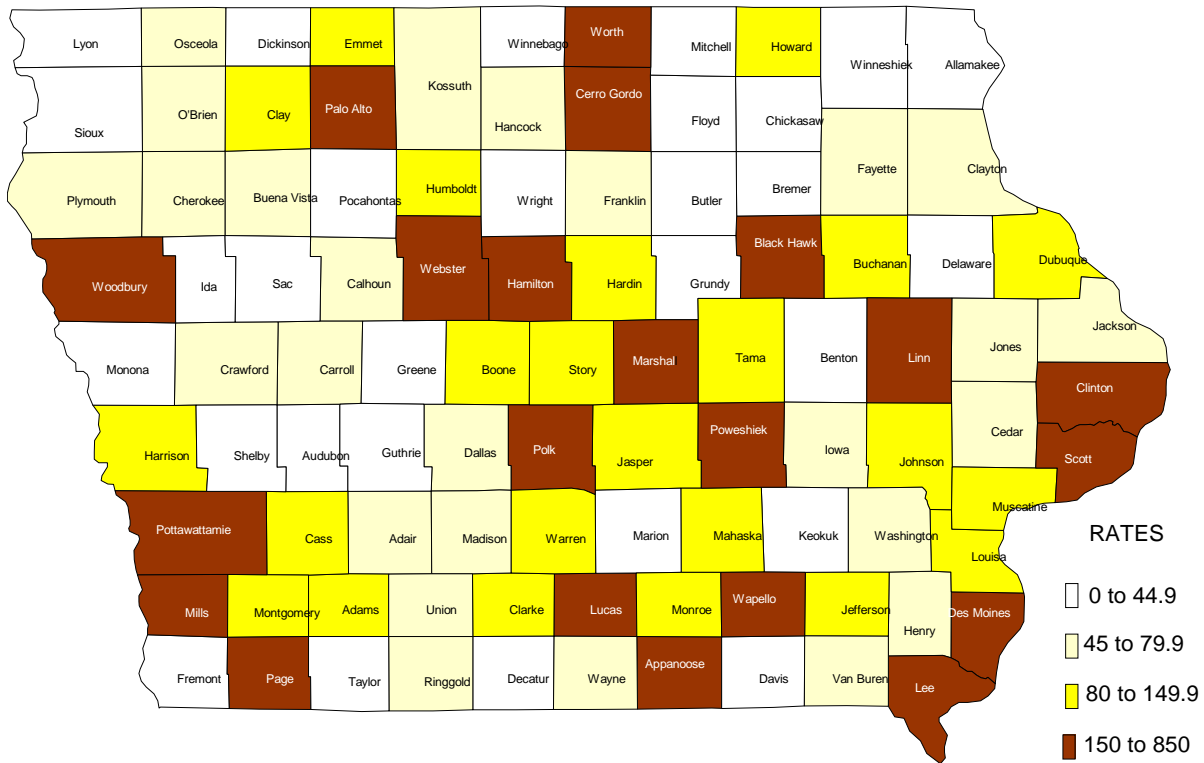 Lyon
Osceola
Dickinson
Emmet
Winnebago
Worth
Mitchell
Howard
Winneshiek
Allamakee
Sioux
O'Brien
Clay
Palo Alto
Kossuth
Hancock
Cerro Gordo
Floyd
Chickasaw
Plymouth
Cherokee
Buena Vista
Pocahontas
Humboldt
Wright
Franklin
Butler
Bremer
Fayette
Clayton
Woodbury
Ida
Sac
Calhoun
Webster
Hamilton
Hardin
Grundy
Black Hawk
Buchanan
Delaware
Dubuque
Monona
Crawford
Carroll
Greene
Boone
Story
Marshal
Tama
Benton
Linn
Jones
Jackson
Clinton
Harrison
Shelby
Audubon
Guthrie
Dallas
Polk
Jasper
Poweshiek
Iowa
Johnson
Cedar
Scott
Pottawattamie
Cass
Adair
Madison
Warren
Marion
Mahaska
Keokuk
Washington
Muscatine
Louisa
Mills
Montgomery
Adams
Union
Clarke
Lucas
Monroe
Wapello
Jefferson
Henry
Des Moines
Fremont
Page
Taylor
Ringgold
Decatur
Wayne
Appanoose
Davis
Van Buren
Lee
RATES
0 to 44.9
45 to 79.9
80 to 149.9
150 to 850